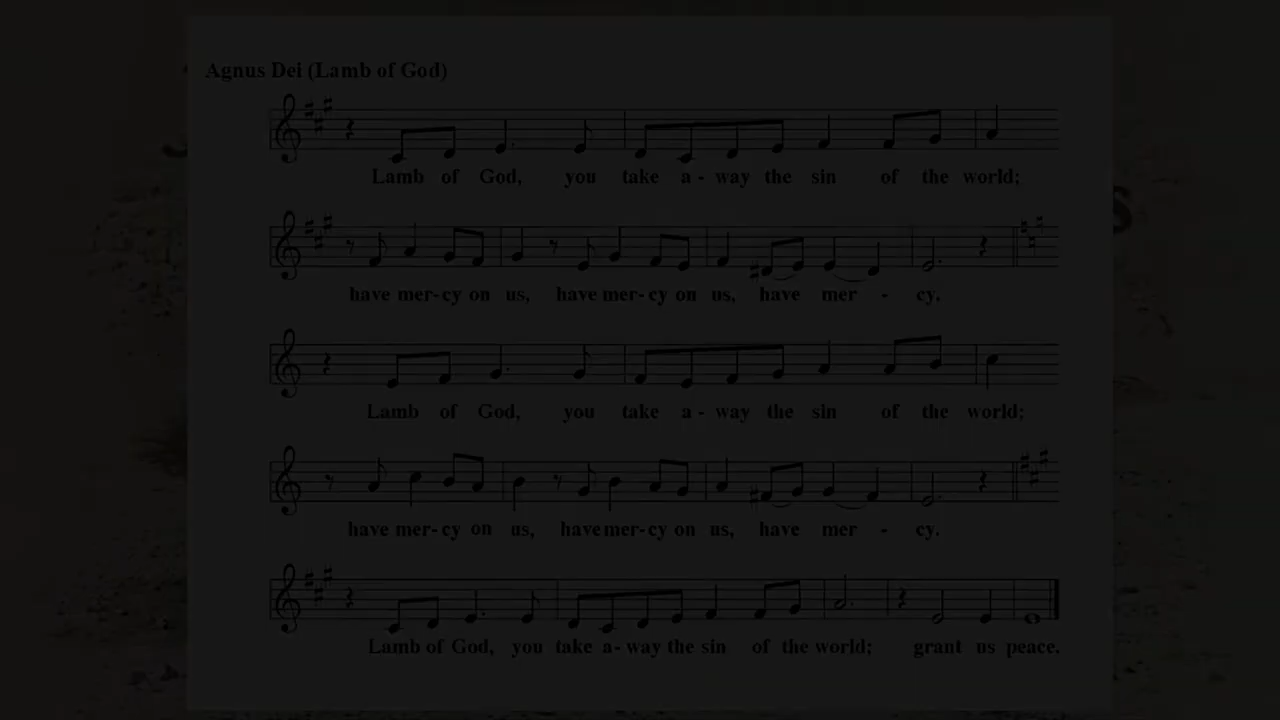 Agnus Dei (Lamb of God)
Lamb of God, you take a - way the sin of the world;
have mer - cy on us, have mer - cy on us, have mer - cy.
Lamb of God, you take a - way the sin of the world;
have mer - cy on us, have mer - cy on us, have mer - cy.
Lamb of God, you take a - way the sin of the world; grant us peace.